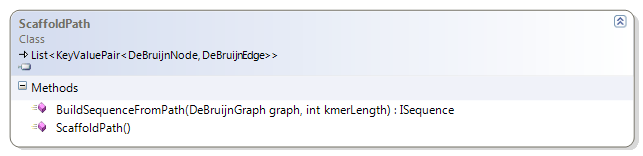 ScaffoldPath
Class
List<KeyValuePair<DeBruijnNode, DeBruijnEdge>>
Methods
BuildSequenceFromPath(DeBruijnGraph graph, int kmerLength) : ISequence
ScaffoldPath()